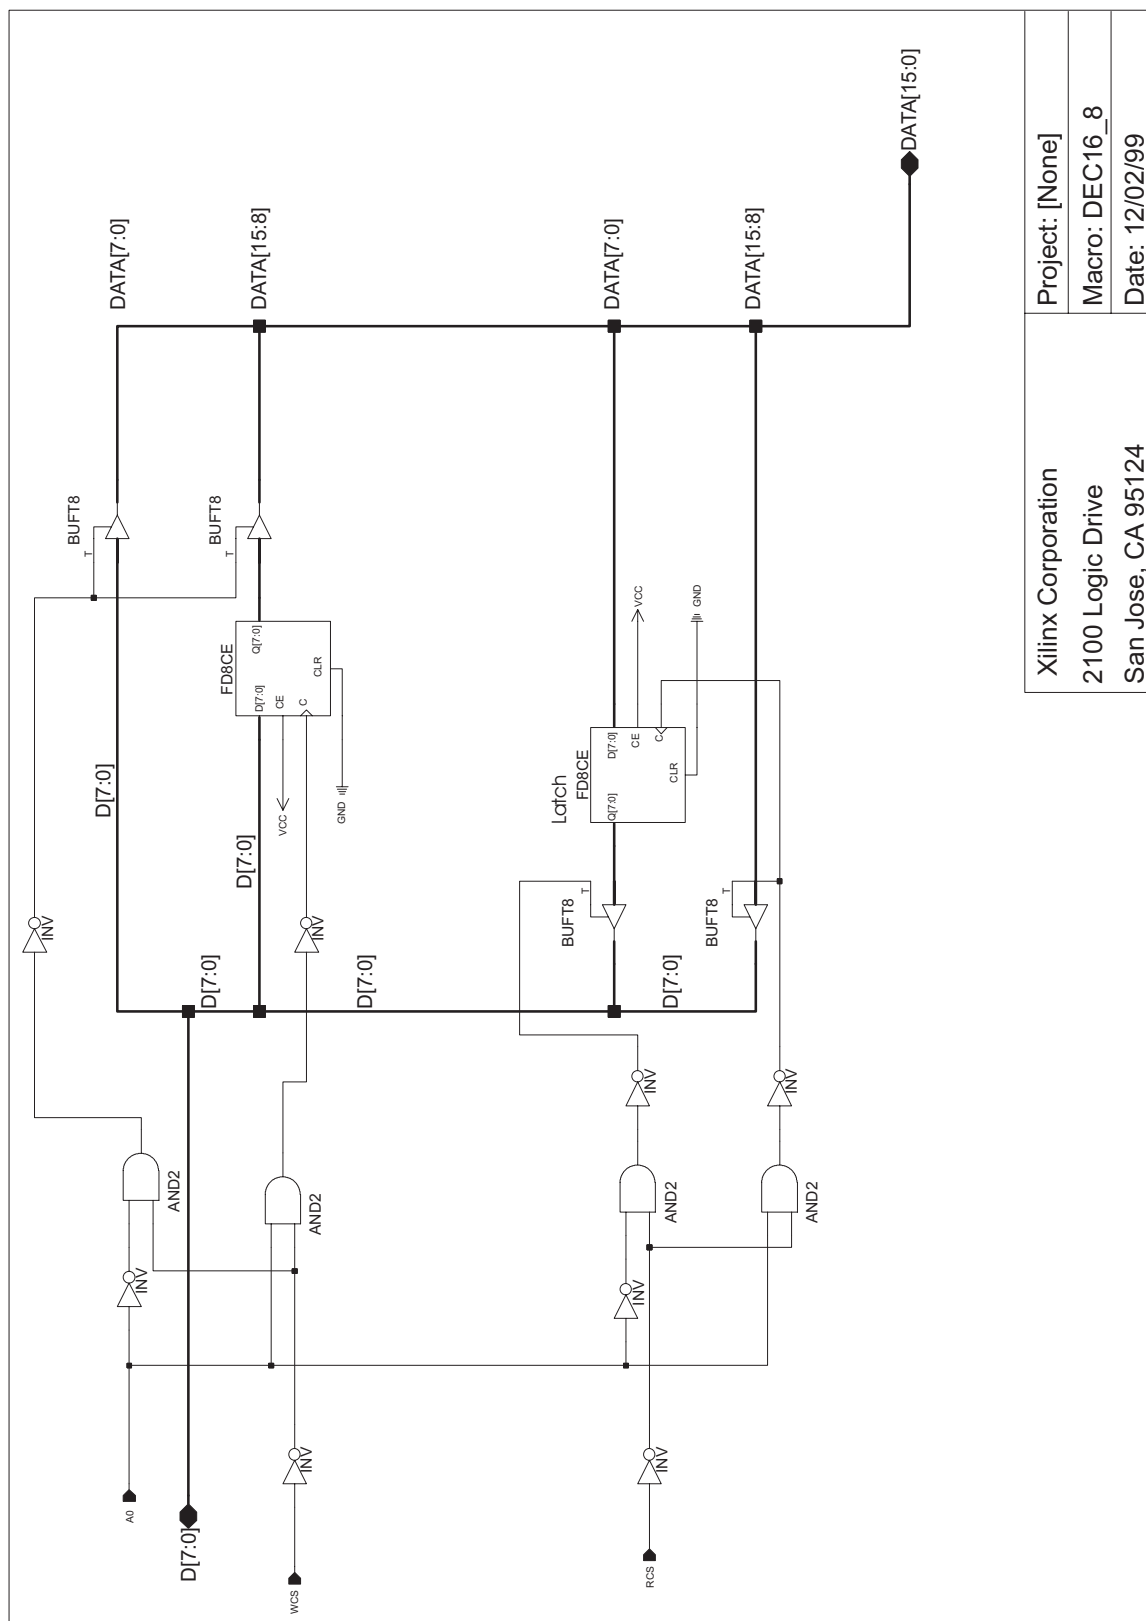 A0
D[7:0]
WCS
RCS
INV
INV
INV
INV
AND2
AND2
AND2
AND2
INV
INV
INV
INV
D[7:0]
D[7:0]
D[7:0]
D[7:0]
D[7:0]
VCC
GND
FD8CE
D[7:0]
Q[7:0]
CE
C
CLR
BUFT8
T
BUFT8
T
Latch
FD8CE
Q[7:0]
D[7:0]
CE
C
CLR
VCC
GND
BUFT8
T
BUFT8
T
DATA[7:0]
DATA[15:8]
DATA[7:0]
DATA[15:8]
DATA[15:0]
Xilinx Corporation
2100 Logic Drive
San Jose, CA 95124
Project: [None]
Macro: DEC16_8
Date: 12/02/99